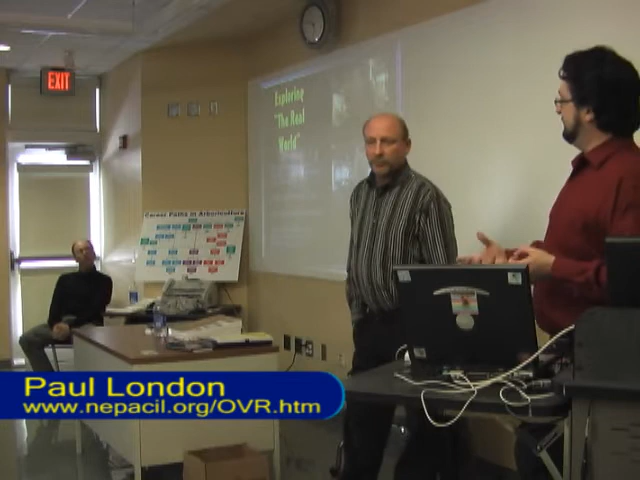 EXIT
Exploring
"The Real
World"
Career Paths in Arboriculture
Paul London
www.nepacil.org/OVR.htm